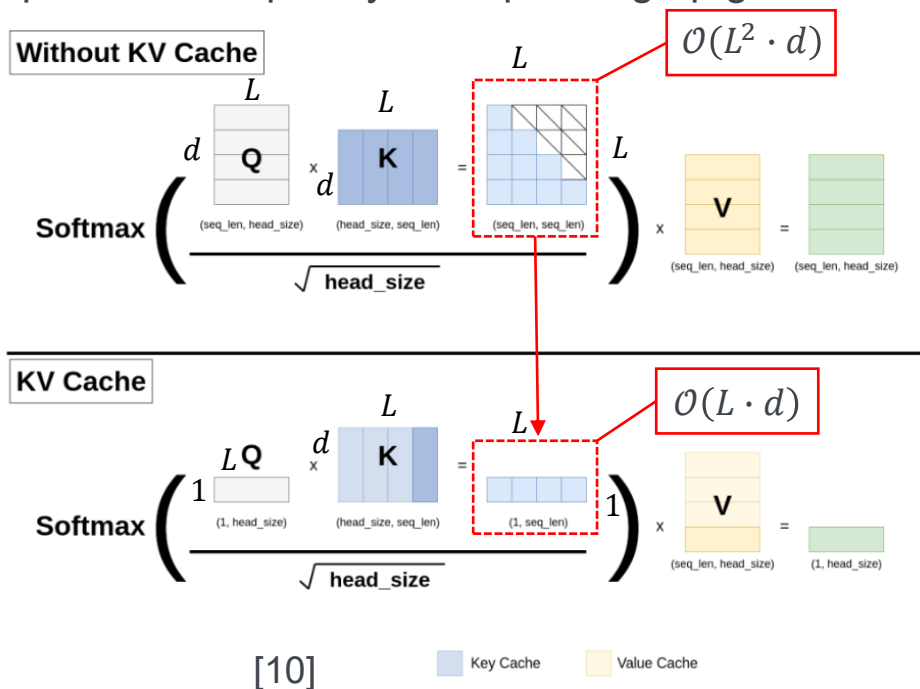 Without KV Cache
𝒪(L² · d)
L
L
L
d
Q
x
d
K
=
L
V
Softmax
(
(seq_len, head_size)
(head_size, seq_len)
(seq_len, seq_len)
)
x
=
√ head_size
(seq_len, head_size)
(seq_len, head_size)
KV Cache
𝒪(L · d)
L
L
L
Q
x
d
K
=
1
1
V
(1, head_size)
(head_size, seq_len)
(1, seq_len)
Softmax
(
)
x
=
(seq_len, head_size)
(1, head_size)
√ head_size
[10]
Key Cache
Value Cache